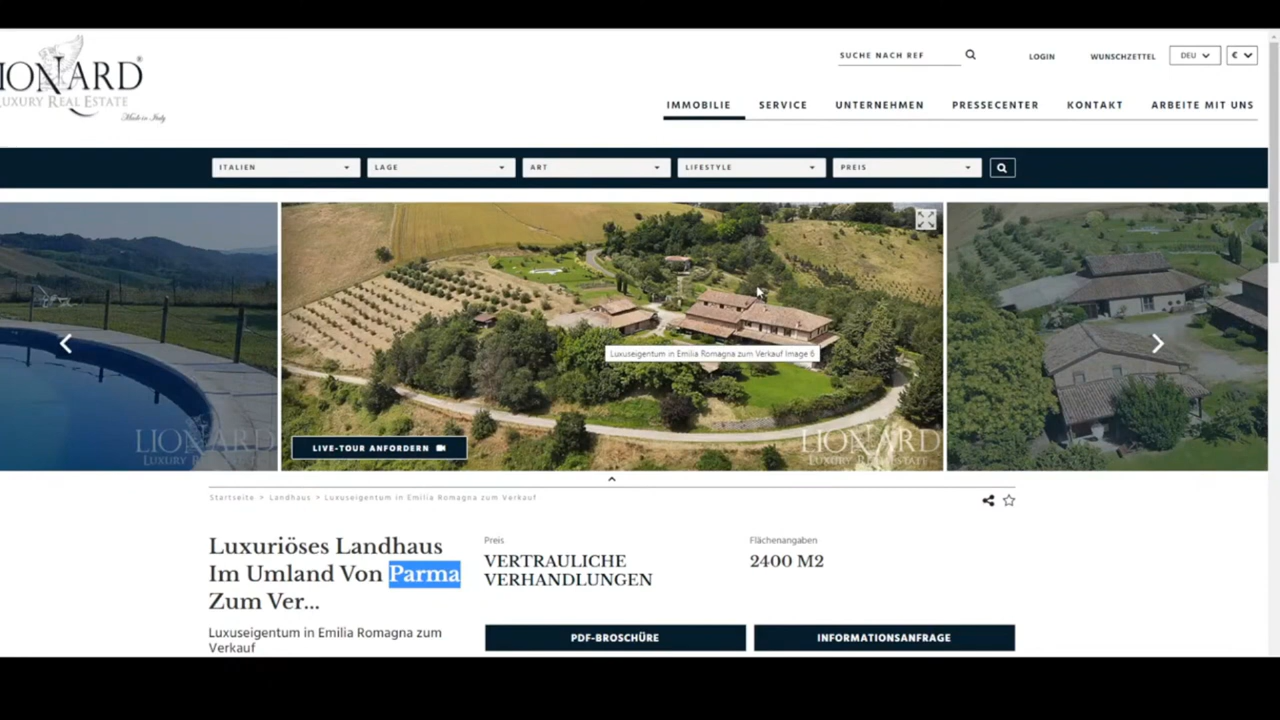 LIONARD
LUXURY REAL ESTATE
Made in Italy
SUCHE NACH REF
LOGIN
WUNSCHZETTEL
DEU
€
IMMOBILIE
SERVICE
UNTERNEHMEN
PRESSECENTER
KONTAKT
ARBEITE MIT UNS
ITALIEN
LAGE
ART
LIFESTYLE
PREIS
Luxuseigentum in Emilia Romagna zum Verkauf Image 6
LIVE-TOUR ANFORDERN
LIONARD
LUXURY REAL ESTATE
LIONARD
LUXURY REAL ESTATE
Startseite > Landhaus > Luxuseigentum in Emilia Romagna zum Verkauf
Luxuriöses Landhaus
Im Umland Von Parma
Zum Ver...
Luxuseigentum in Emilia Romagna zum
Verkauf
Preis
VERTRAULICHE
VERHANDLUNGEN
Flächenangaben
2400 M2
PDF-BROSCHÜRE
INFORMATIONSANFRAGE